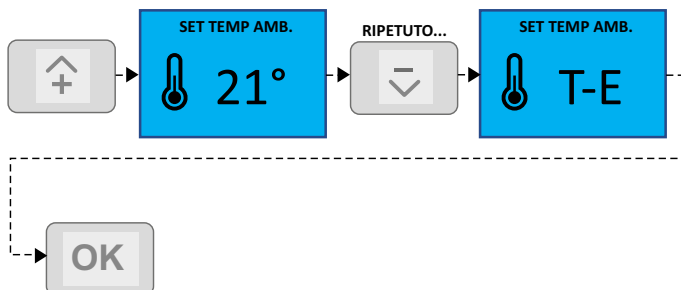 +
SET TEMP AMB.
21°
RIPETUTO...
–
SET TEMP AMB.
T-E
OK